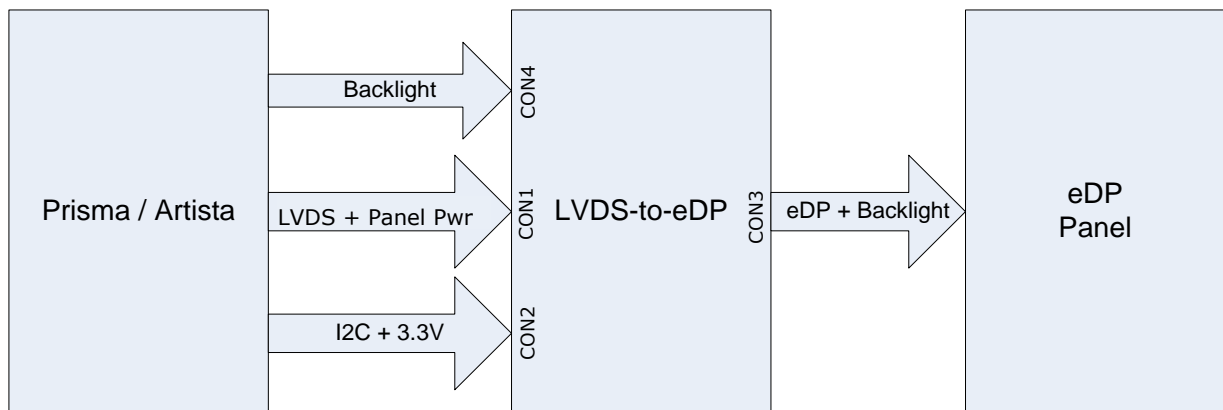 Prisma / Artista
Backlight
CON4
LVDS + Panel Pwr
CON1
I2C + 3.3V
CON2
LVDS-to-eDP
CON3
eDP + Backlight
eDP
Panel